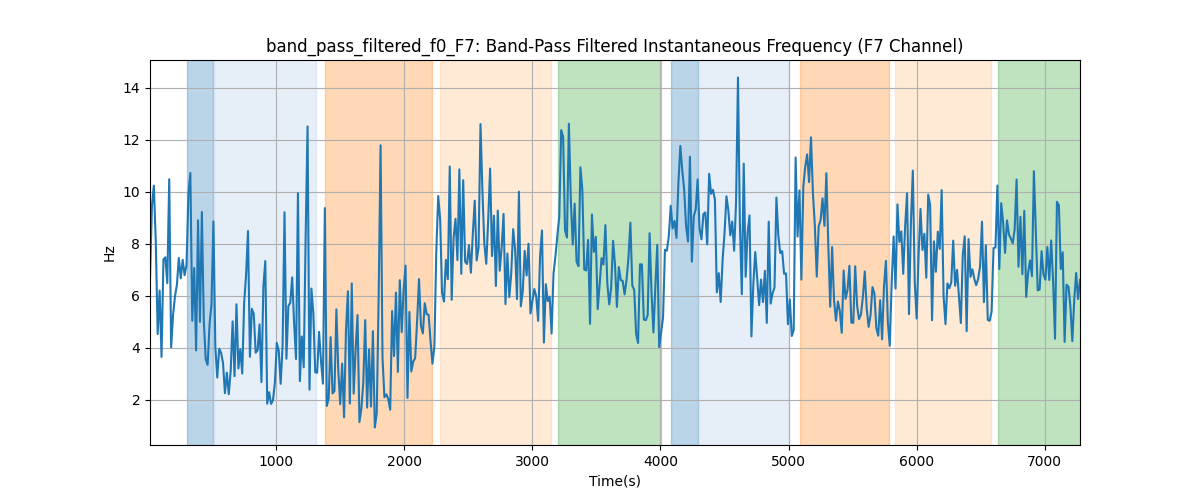 band_pass_filtered_f0_F7: Band-Pass Filtered Instantaneous Frequency (F7 Channel)
14
12
10
8
6
4
2
Hz
1000 2000 3000 4000 5000 6000 7000
Time(s)